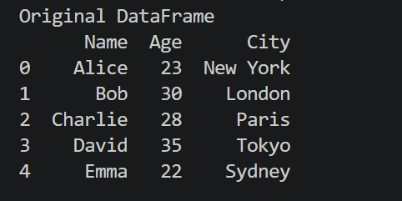 Original DataFrame
Name Age City
0 Alice 23 New York
1 Bob 30 London
2 Charlie 28 Paris
3 David 35 Tokyo
4 Emma 22 Sydney